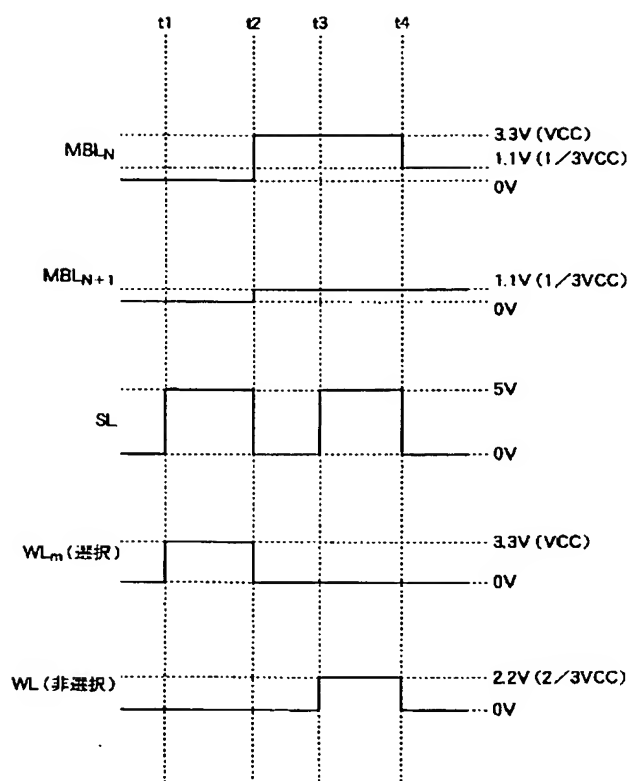 t1 t2 t3 t4
MBLN
3.3V (VCC)
1.1V (1/3VCC)
0V
MBLN+1
1.1V (1/3VCC)
0V
SL
5V
0V
WLm (選択)
3.3V (VCC)
0V
WL (非選択)
2.2V (2/3VCC)
0V